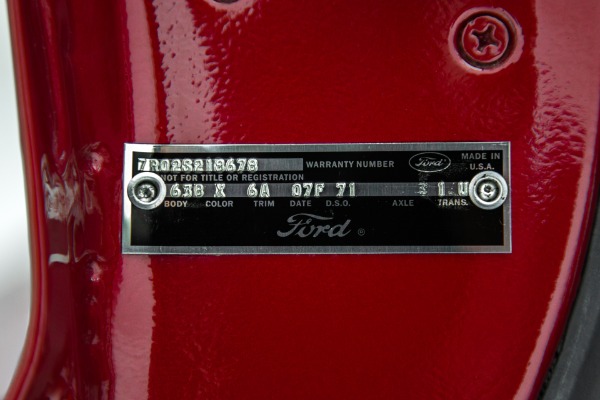 7R02S218678 WARRANTY NUMBER Ford MADE IN
NOT FOR TITLE OR REGISTRATION U.S.A.
63B X 6A 07F 71 1 U
BODY COLOR TRIM DATE D.S.O. AXLE TRANS.
Ford ®